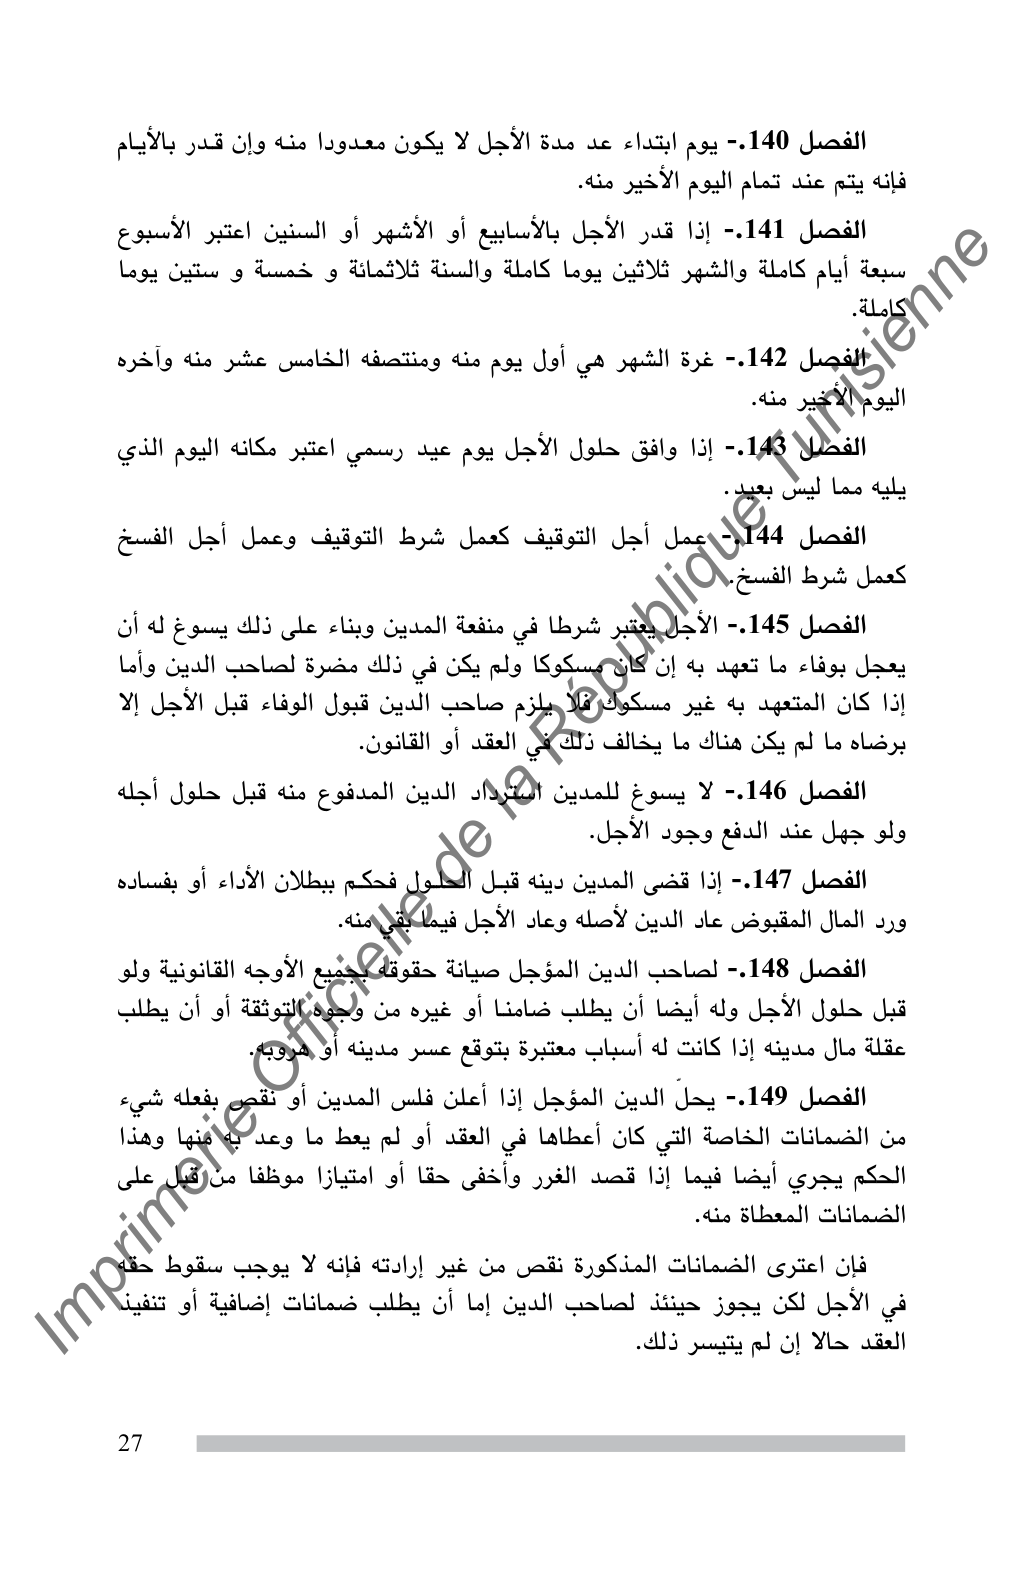 الفصل 140.- يوم ابتداء عد مدة الأجل لا يكون معدودا منه وإن قدر بالأيام
فإنه يتم عند تمام اليوم الأخير منه.
الفصل 141.- إذا قدر الأجل بالأسابيع أو الأشهر أو السنين اعتبر الأسبوع
سبعة أيام كاملة والشهر ثلاثين يوما كاملة والسنة ثلاثمائة و خمسة و ستين يوما
كاملة.
الفصل 142.- غرة الشهر هي أول يوم منه ومنتصفه الخامس عشر منه وآخره
اليوم الأخير منه.
الفصل 143.- إذا وافق حلول الأجل يوم عيد رسمي اعتبر مكانه اليوم الذي
يليه مما ليس بعيد.
الفصل 144.- عمل أجل التوقيف كعمل شرط التوقيف وعمل أجل الفسخ
كعمل شرط الفسخ.
الفصل 145.- الأجل يعتبر شرطا في منفعة المدين وبناء على ذلك يسوغ له أن
يعجل بوفاء ما تعهد به إن كان مسكوكا ولم يكن في ذلك مضرة لصاحب الدين وأما
إذا كان المتعهد به غير مسكوك فلا يلزم صاحب الدين قبول الوفاء قبل الأجل إلا
برضاه ما لم يكن هناك ما يخالف ذلك في العقد أو القانون.
الفصل 146.- لا يسوغ للمدين استرداد الدين المدفوع منه قبل حلول أجله
ولو جهل عند الدفع وجود الأجل.
الفصل 147.- إذا قضى المدين دينه قبل الحلول فحكم ببطلان الأداء أو بفساده
ورد المال المقبوض عاد الدين لأصله وعاد الأجل فيما بقي منه.
الفصل 148.- لصاحب الدين المؤجل صيانة حقوقه بجميع الأوجه القانونية ولو
قبل حلول الأجل وله أيضا أن يطلب ضامنا أو غيره من وجوه التوثقة أو أن يطلب
عقلة مال مدينه إذا كانت له أسباب معتبرة بتوقع عسر مدينه أو هروبه.
الفصل 149.- يحلّ الدين المؤجل إذا أعلن فلس المدين أو نقص بفعله شيء
من الضمانات الخاصة التي كان أعطاها في العقد أو لم يعط ما وعد به منها وهذا
الحكم يجري أيضا فيما إذا قصد الغرر وأخفى حقا أو امتيازا موظفا من قبل على
الضمانات المعطاة منه.
فإن اعترى الضمانات المذكورة نقص من غير إرادته فإنه لا يوجب سقوط حقه
في الأجل لكن يجوز حينئذ لصاحب الدين إما أن يطلب ضمانات إضافية أو تنفيذ
العقد حالا إن لم يتيسر ذلك.
27
Imprimerie Officielle de la République Tunisienne